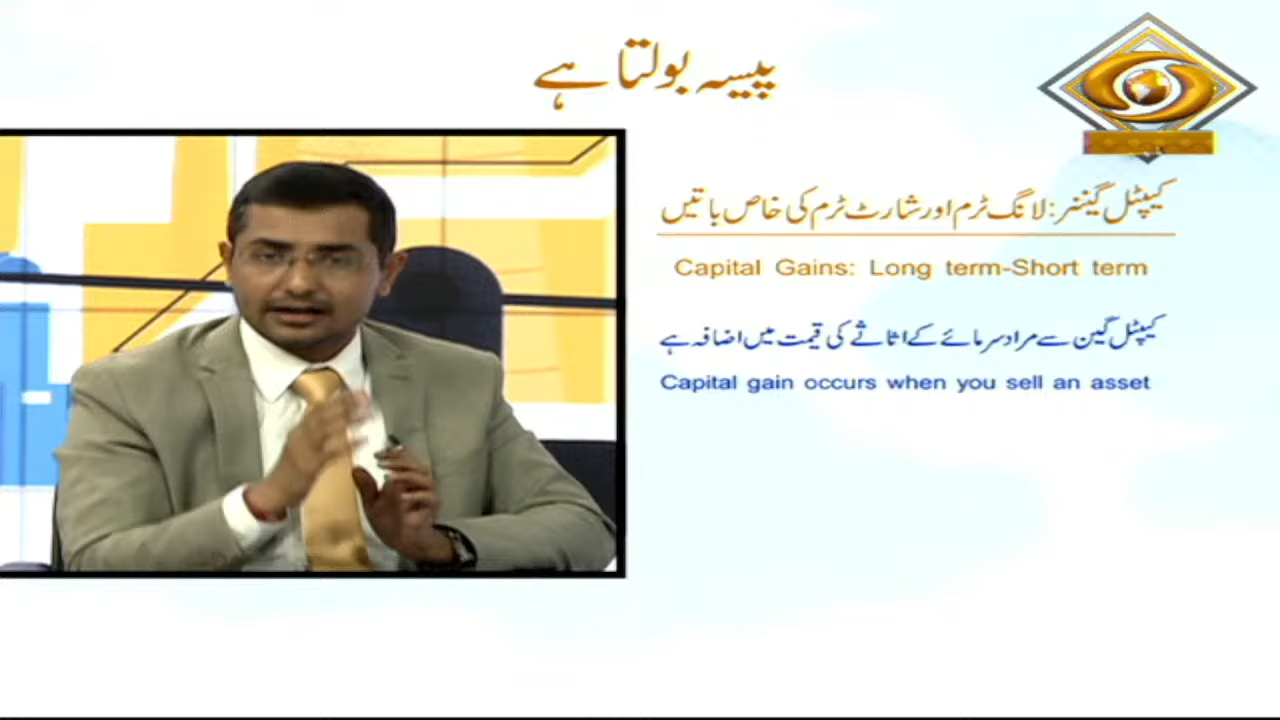 پیسہ بولتا ہے
کیپٹل گینز: لانگ ٹرم اور شارٹ ٹرم کی خاص باتیں
Capital Gains: Long term-Short term
کیپٹل گین سے مراد سرمائے کے اثاثے کی قیمت میں اضافہ ہے
Capital gain occurs when you sell an asset